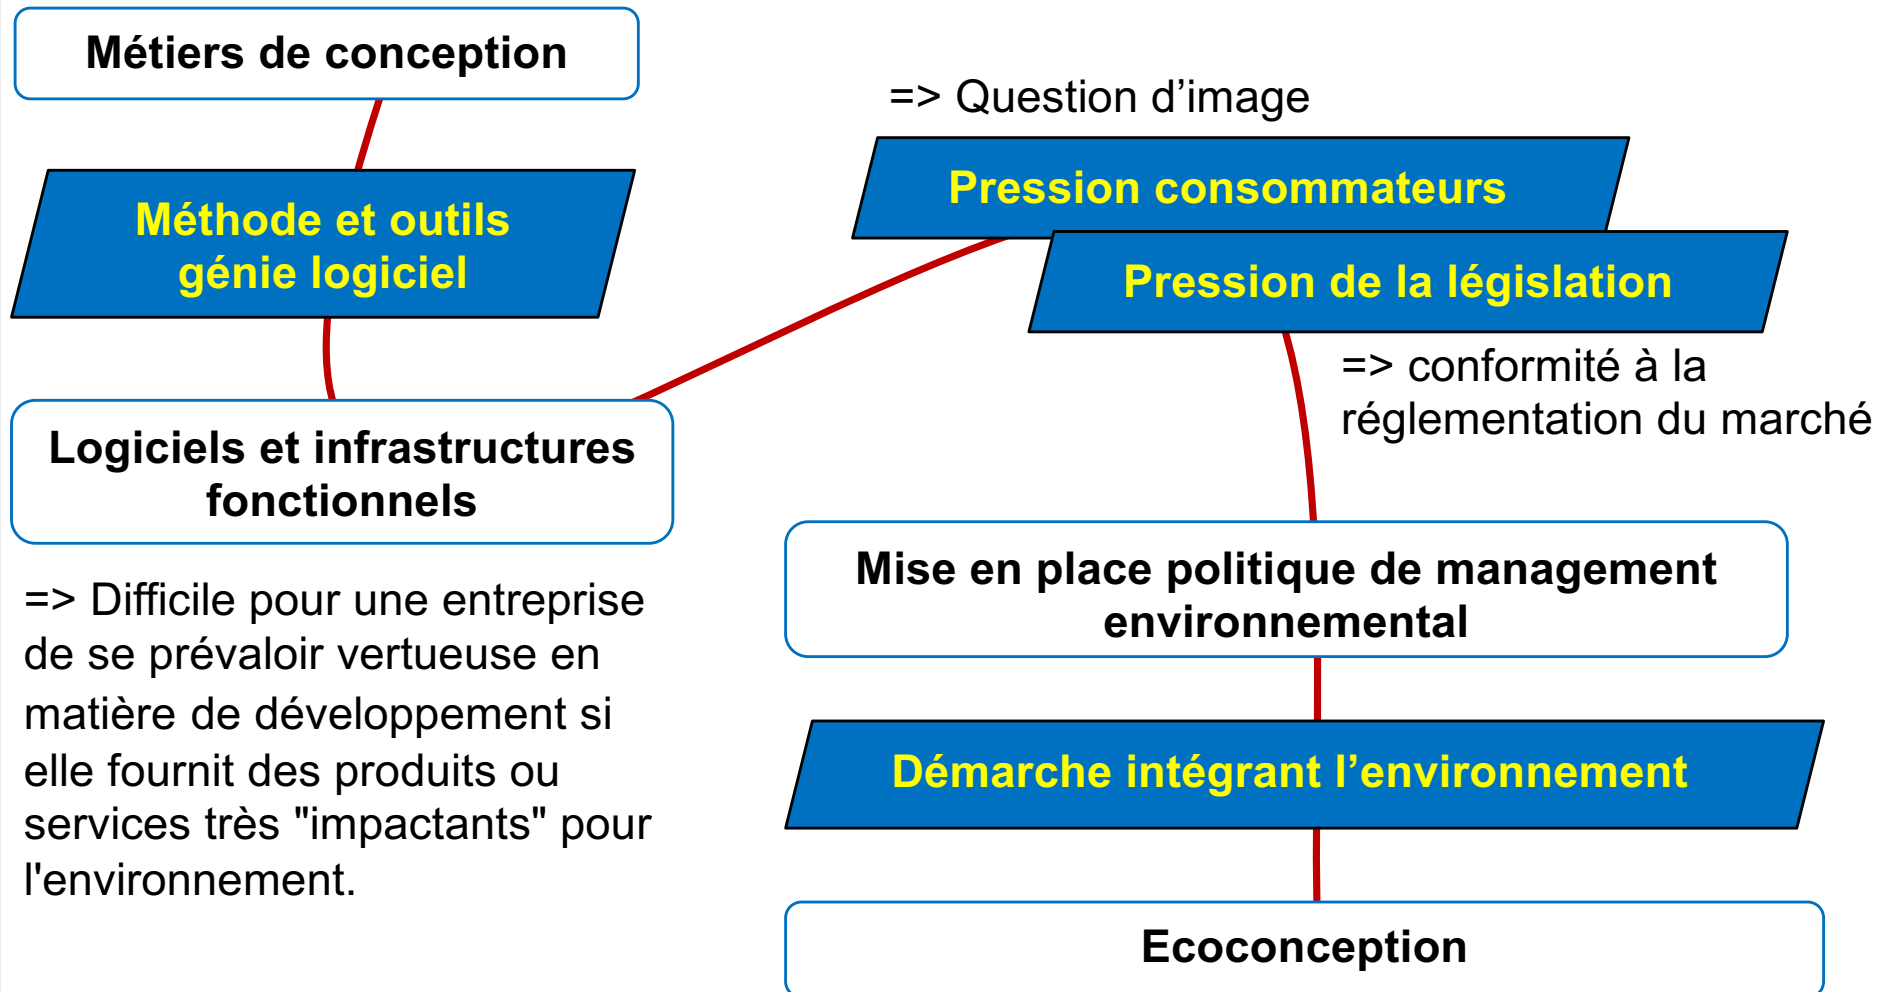 Métiers de conception
Méthode et outils
génie logiciel
Logiciels et infrastructures
fonctionnels
=> Difficile pour une entreprise
de se prévaloir vertueuse en
matière de développement si
elle fournit des produits ou
services très "impactants" pour
l'environnement.
=> Question d’image
Pression consommateurs
Pression de la législation
=> conformité à la
réglementation du marché
Mise en place politique de management
environnemental
Démarche intégrant l’environnement
Ecoconception